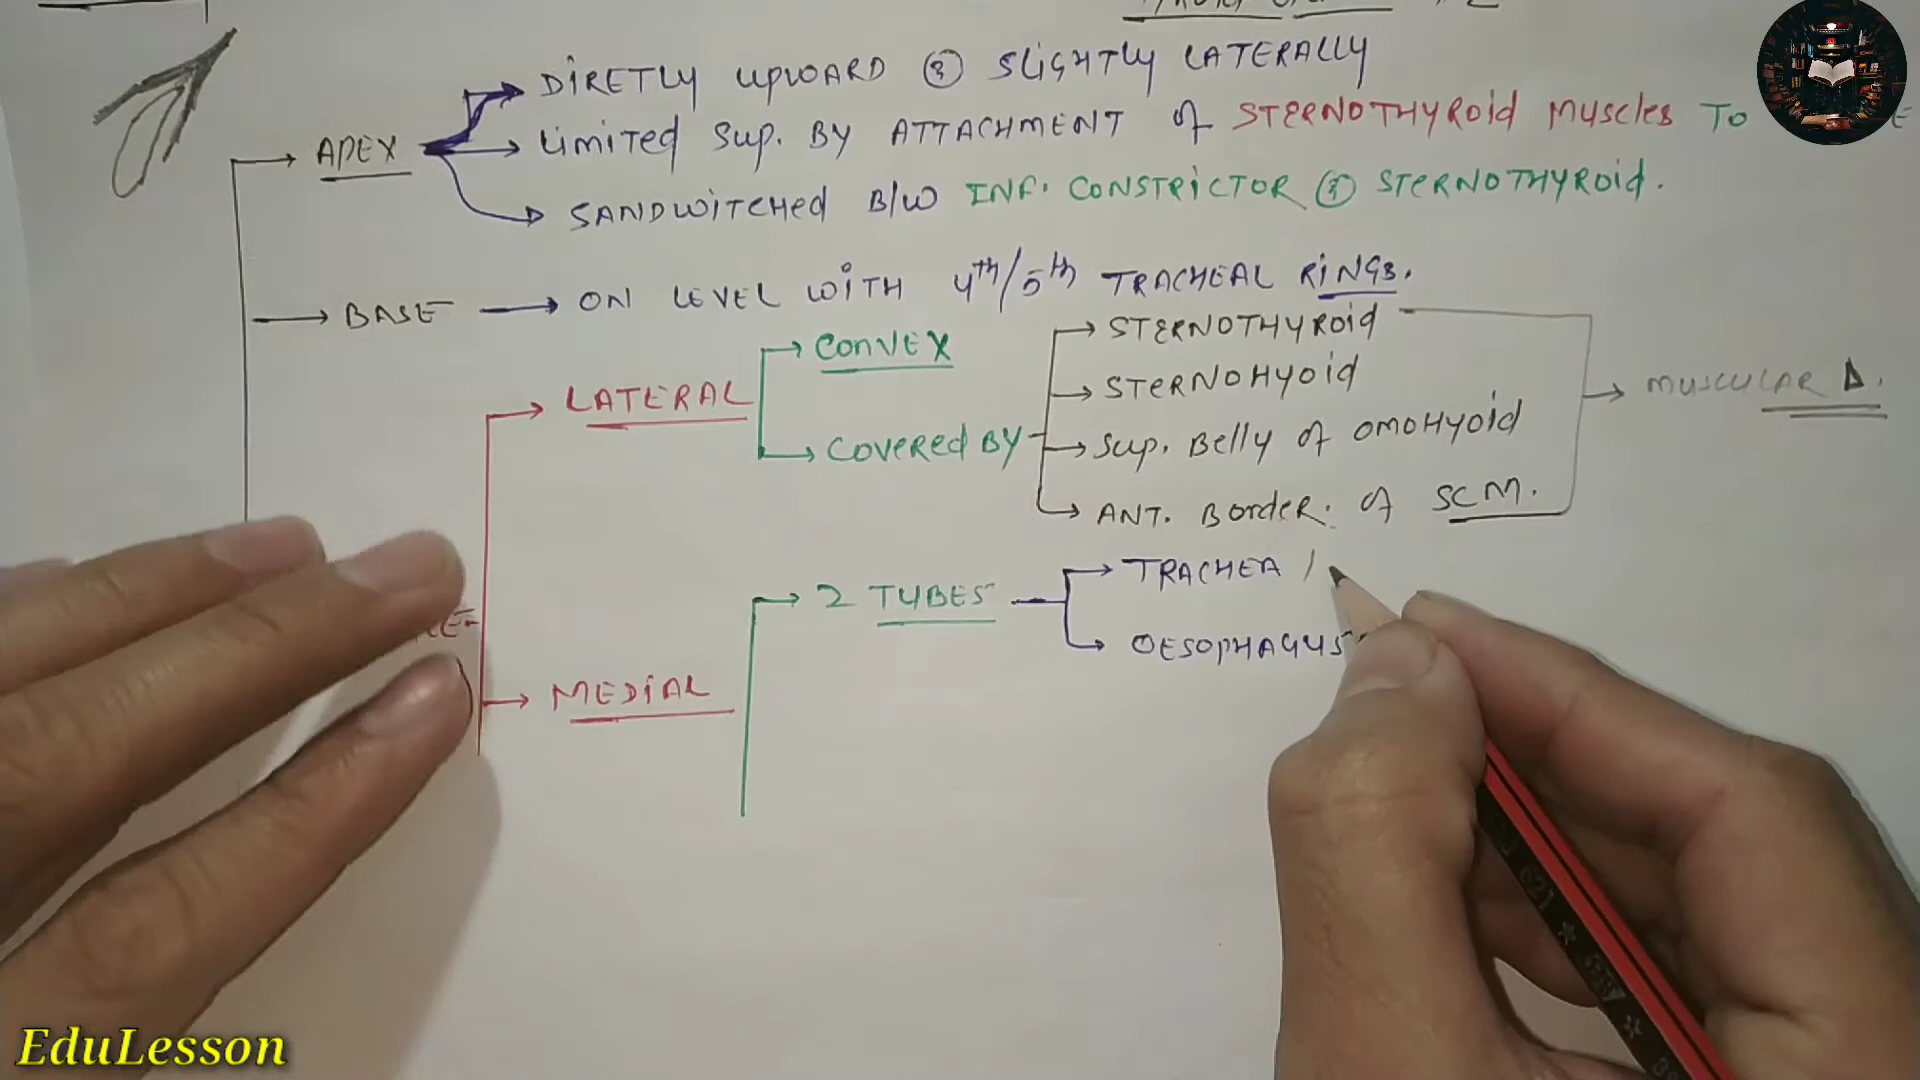 DiRETLY UPWARD & SLIGHTLY LATERALLY
APEX
LIMITED SUP. BY ATTACHMENT OF STERNOTHYROID MUSCLES TO
SANDWITCHED B/W INF. CONSTRICTOR & STERNOTHYROID.
BASE ON LEVEL WITH 4th/5th TRACHEAL RINGS.
LATERAL
CONVEX
COVERED BY
STERNOTHYROID
STERNOHYOID
SUP. BELLY OF OMOHYOID
ANT. BORDER. OF SCM.
MUSCULAR Δ.
MEDIAL
2 TUBES
TRACHEA
OESOPHAGUS
EduLesson